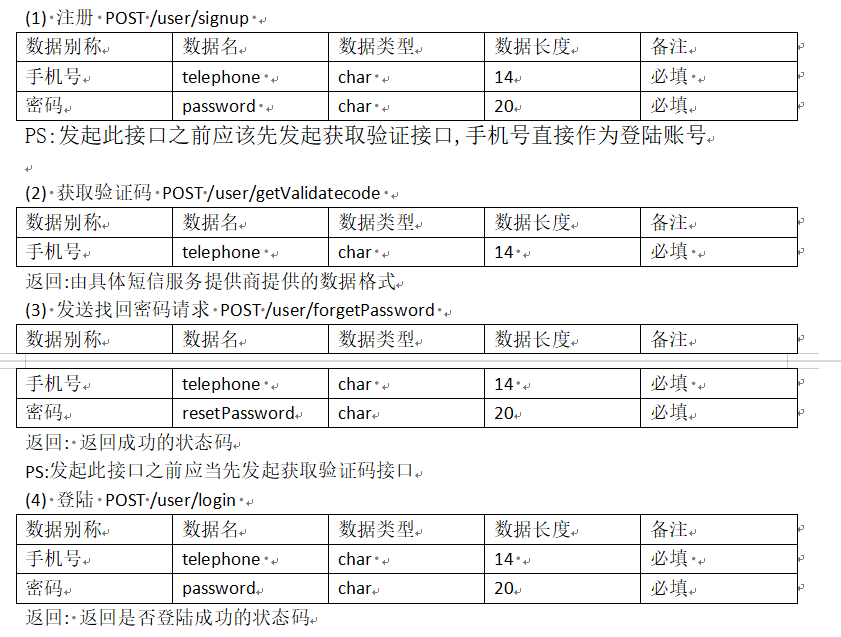 (1) 注册 POST /user/signup
数据别称 数据名 数据类型 数据长度 备注
手机号 telephone char 14 必填
密码 password char 20 必填
PS:发起此接口之前应该先发起获取验证接口,手机号直接作为登陆账号
(2) 获取验证码 POST /user/getValidatecode
数据别称 数据名 数据类型 数据长度 备注
手机号 telephone char 14 必填
返回:由具体短信服务提供商提供的数据格式
(3) 发送找回密码请求 POST /user/forgetPassword
数据别称 数据名 数据类型 数据长度 备注
手机号 telephone char 14 必填
密码 resetPassword char 20 必填
返回: 返回成功的状态码
PS:发起此接口之前应当先发起获取验证码接口
(4) 登陆 POST /user/login
数据别称 数据名 数据类型 数据长度 备注
手机号 telephone char 14 必填
密码 password char 20 必填
返回: 返回是否登陆成功的状态码